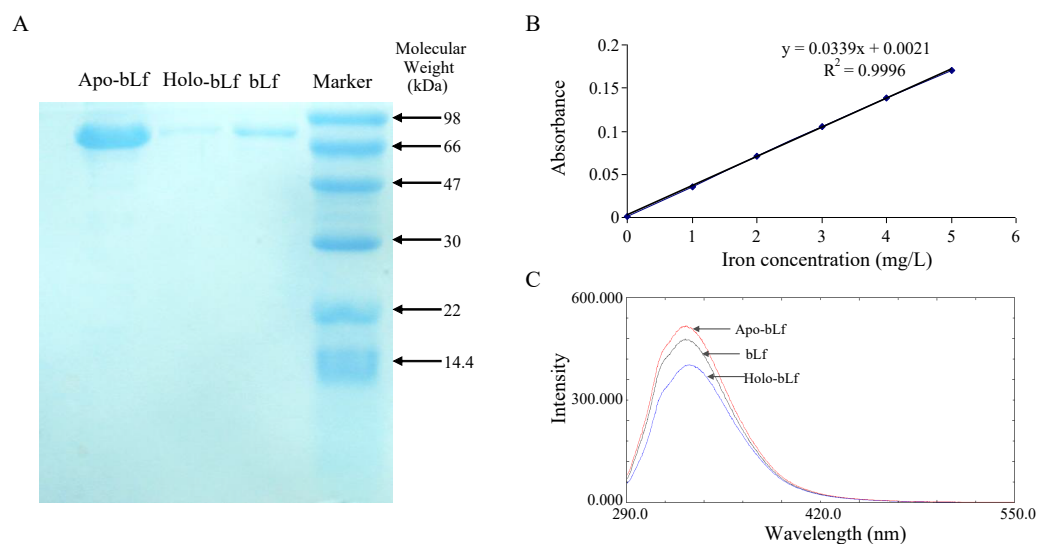 A
Molecular
Weight
(kDa)
Apo-bLf Holo-bLf bLf Marker
98
66
47
30
22
14.4
B
y = 0.0339x + 0.0021
R² = 0.9996
0.2
0.15
0.1
0.05
0
Absorbance
0 1 2 3 4 5 6
Iron concentration (mg/L)
C
600.000
300.000
0.000
Intensity
Apo-bLf
bLf
Holo-bLf
290.0 420.0 550.0
Wavelength (nm)